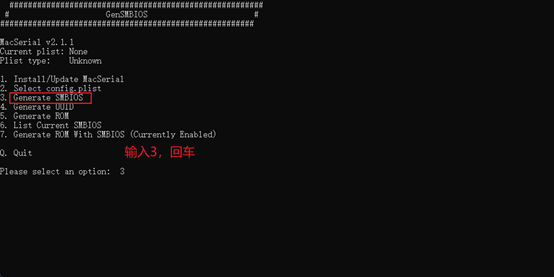 #######################################################
# GenSMBIOS #
#######################################################
MacSerial v2.1.1
Current plist: None
Plist type: Unknown
1. Install/Update MacSerial
2. Select config.plist
3. Generate SMBIOS
4. Generate UUID
5. Generate ROM
6. List Current SMBIOS
7. Generate ROM With SMBIOS (Currently Enabled)
Q. Quit
输入3，回车
Please select an option: 3